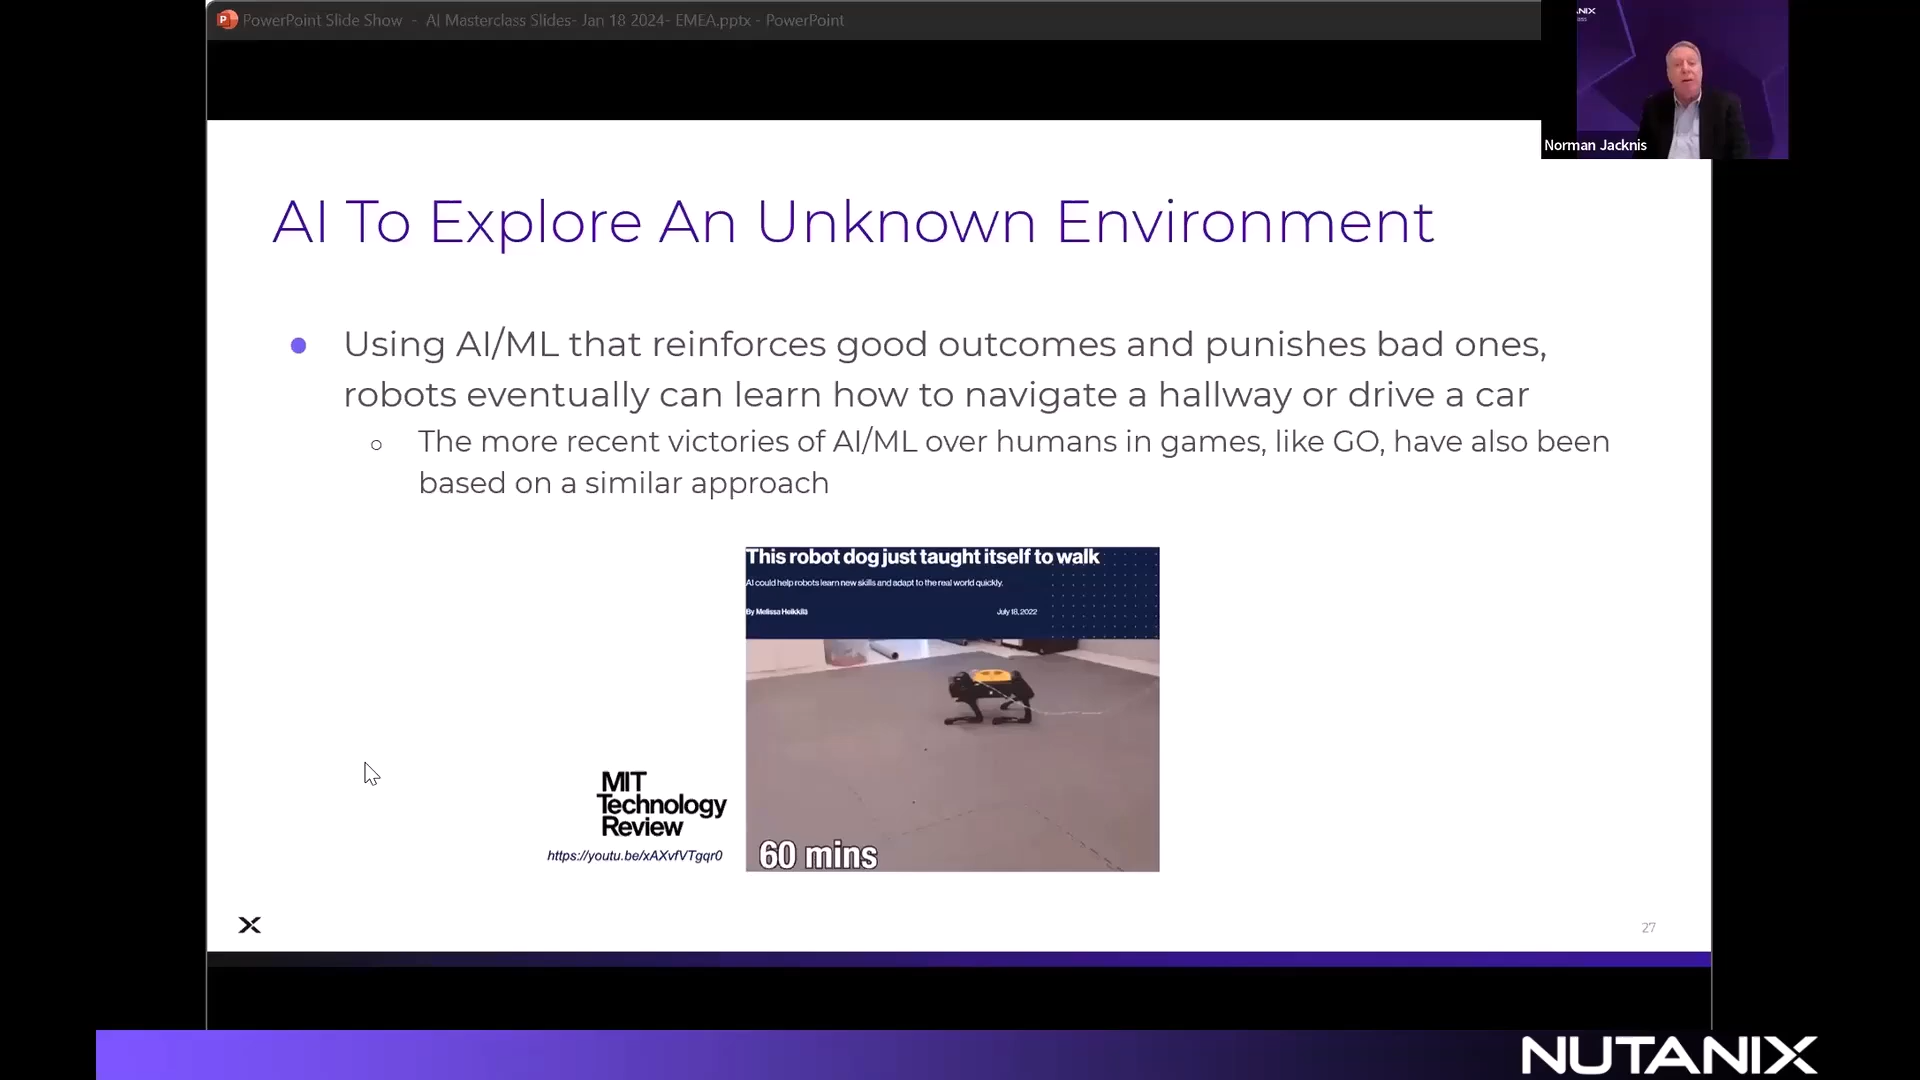 PowerPoint Slide Show - AI Masterclass Slides- Jan 18 2024- EMEA.pptx - PowerPoint
Norman Jacknis
AI To Explore An Unknown Environment
Using AI/ML that reinforces good outcomes and punishes bad ones,
robots eventually can learn how to navigate a hallway or drive a car
The more recent victories of AI/ML over humans in games, like GO, have also been
based on a similar approach
This robot dog just taught itself to walk
AI could help robots learn new skills and adapt to the real world quickly.
By Melissa Heikkilä
July 18, 2022
60 mins
MIT
Technology
Review
https://youtu.be/xAXvfVTgqr0
X
27
NUTANIX